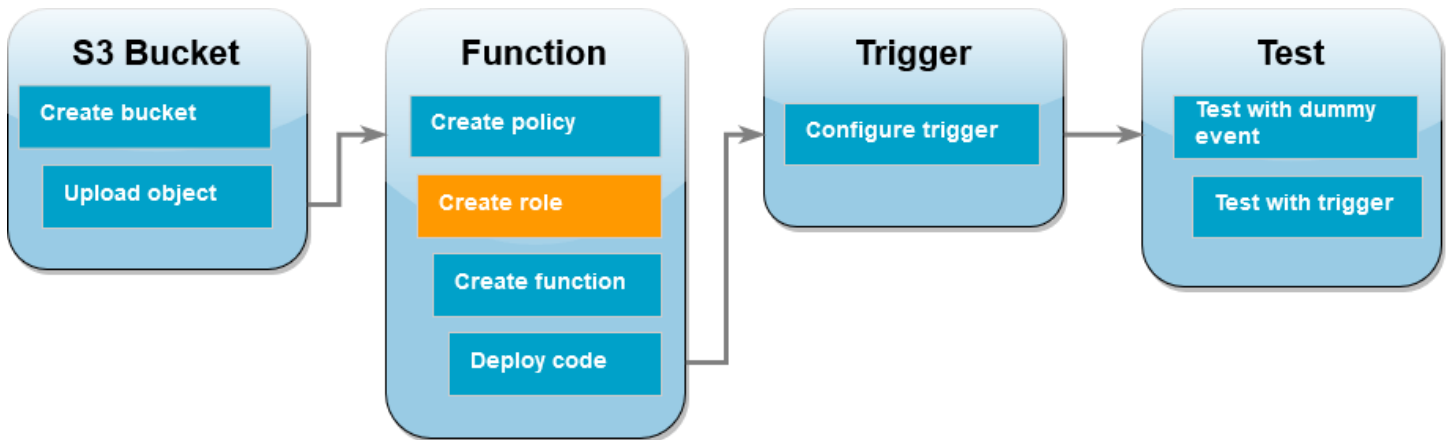 S3 Bucket
Create bucket
Upload object
Function
Create policy
Create role
Create function
Deploy code
Trigger
Configure trigger
Test
Test with dummy
event
Test with trigger